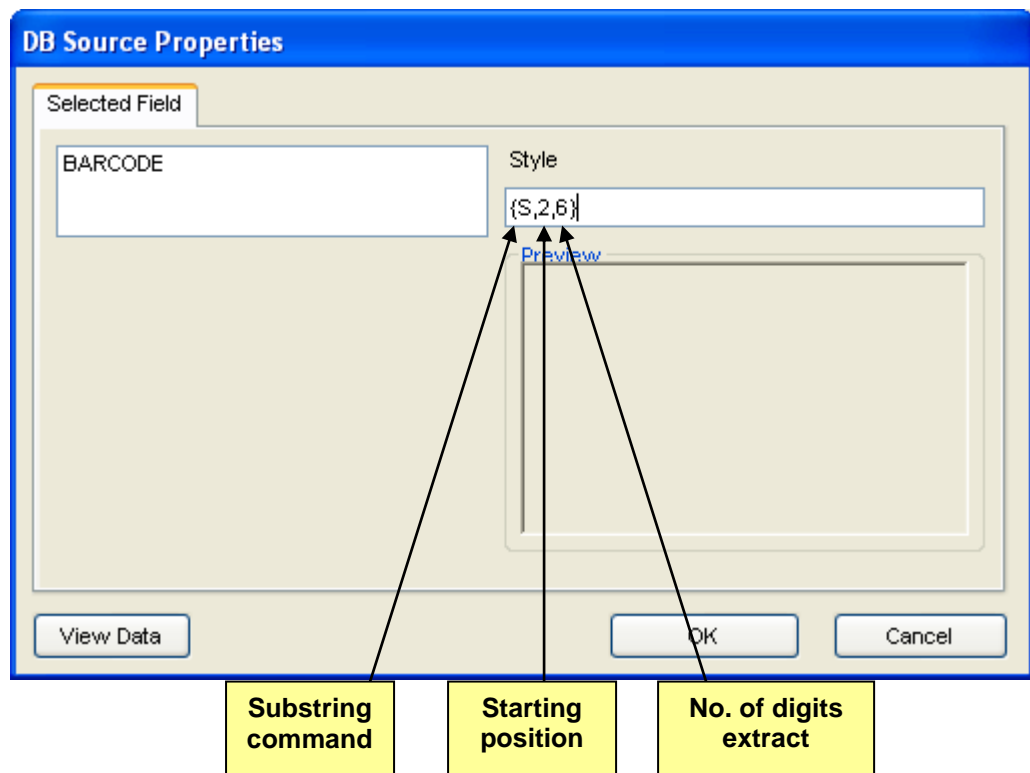 DB Source Properties
Selected Field
BARCODE
Style
{S,2,6}
Preview
View Data
OK
Cancel
Substring
command
Starting
position
No. of digits
extract